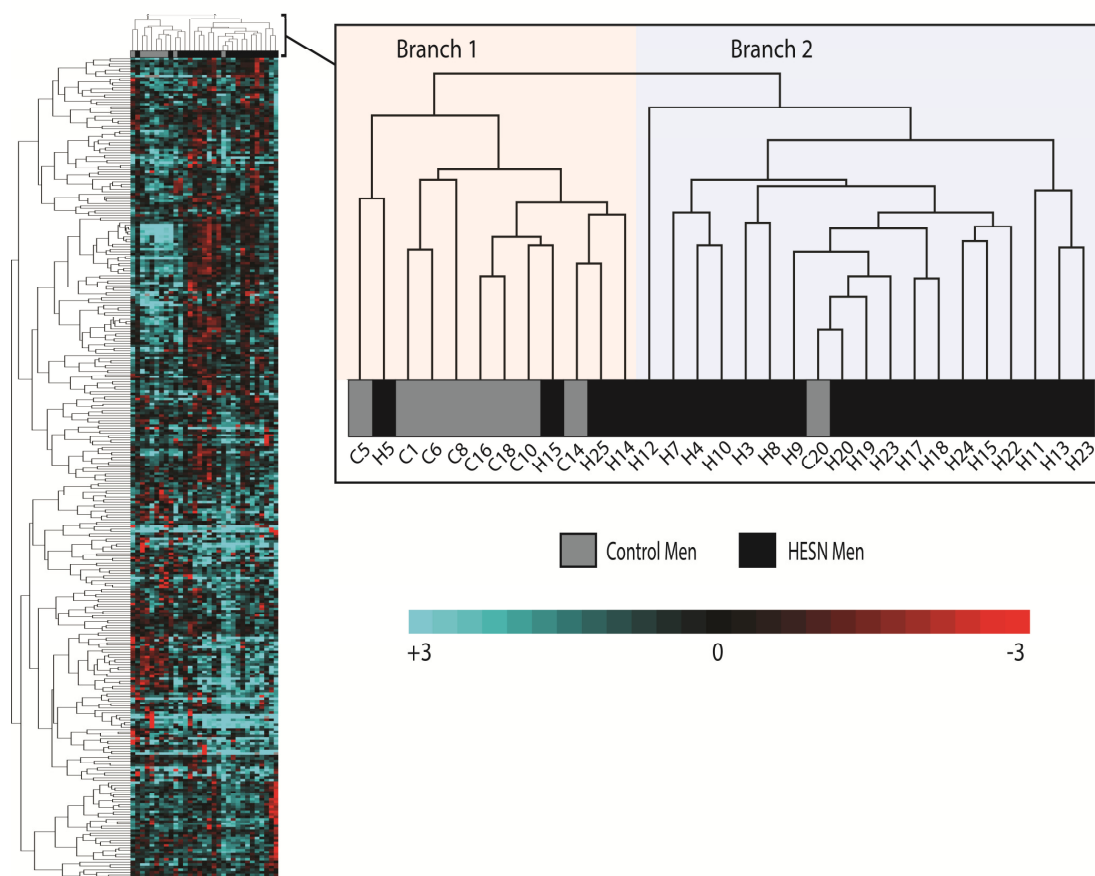 Branch 1 Branch 2
C5 H5 C1 C6 C8 C16 C18 C10 H15 C14 H25 H14 H12 H7 H4 H10 H3 H8 H9 C20 H20 H19 H23 H17 H18 H24 H15 H22 H11 H13 H23
Control Men HESN Men
+3 0 -3